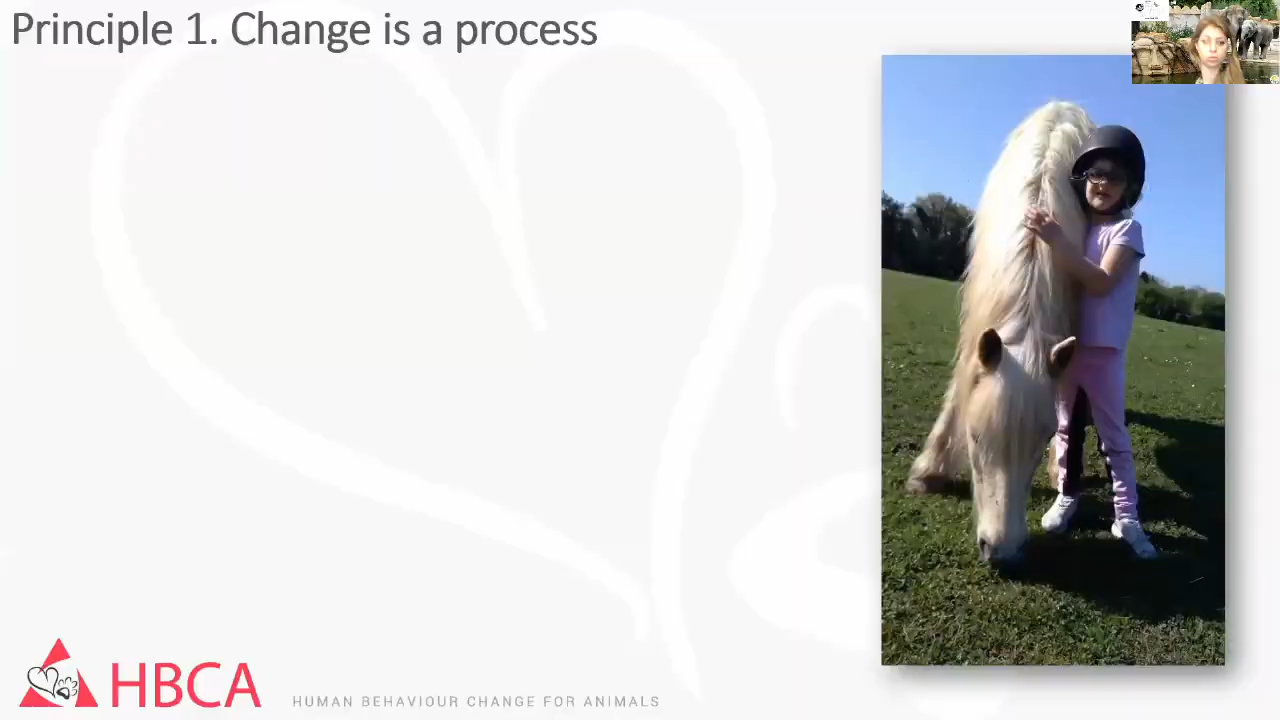 Principle 1. Change is a process
HBCA
HUMAN BEHAVIOUR CHANGE FOR ANIMALS